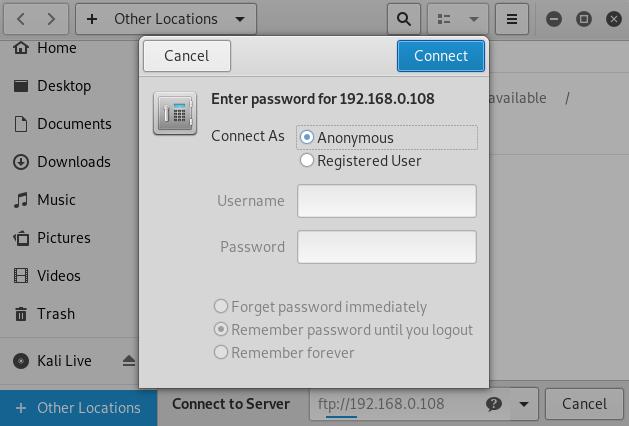 + Other Locations
Home
Desktop
Documents
Downloads
Music
Pictures
Videos
Trash
Kali Live
+ Other Locations
available /
Cancel
Connect
Enter password for 192.168.0.108
Connect As
Anonymous
Registered User
Username
Password
Forget password immediately
Remember password until you logout
Remember forever
Connect to Server
ftp://192.168.0.108
?
Cancel